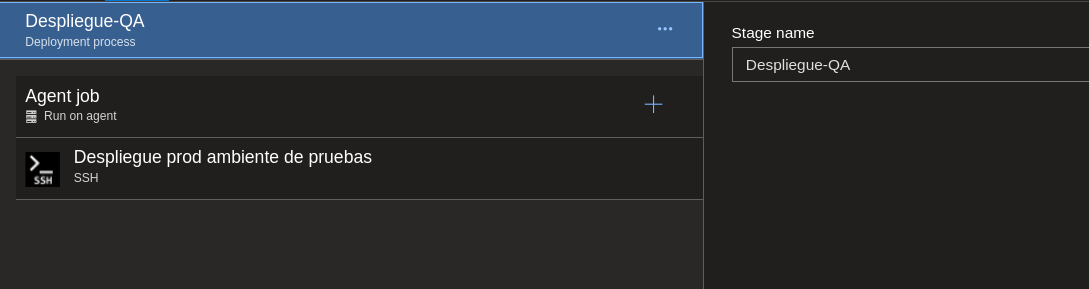 Despliegue-QA
Deployment process
Stage name
Despliegue-QA
Agent job
Run on agent
Despliegue prod ambiente de pruebas
SSH
SSH